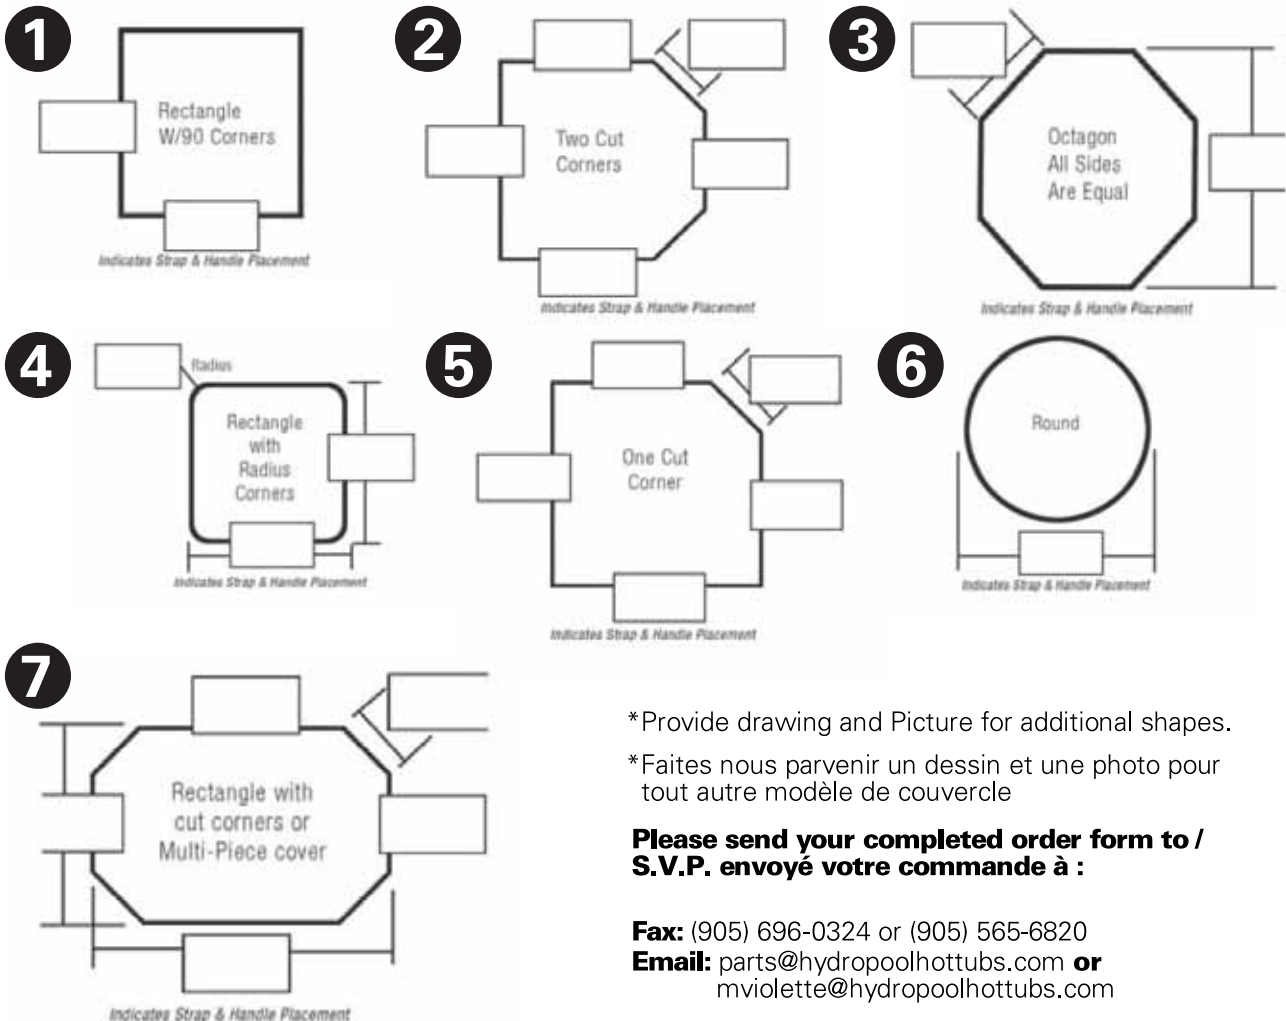 1
Rectangle
W/90 Corners
Indicates Strap & Handle Placement
2
Two Cut
Corners
Indicates Strap & Handle Placement
3
Octagon
All Sides
Are Equal
Indicates Strap & Handle Placement
4
Radius
Rectangle
with
Radius
Corners
Indicates Strap & Handle Placement
5
One Cut
Corner
Indicates Strap & Handle Placement
6
Round
Indicates Strap & Handle Placement
7
Rectangle with
cut corners or
Multi-Piece cover
Indicates Strap & Handle Placement
*Provide drawing and Picture for additional shapes.
*Faites nous parvenir un dessin et une photo pour
tout autre modèle de couvercle
Please send your completed order form to /
S.V.P. envoyé votre commande à :
Fax: (905) 696-0324 or (905) 565-6820
Email: parts@hydropoolhottubs.com or
mviolette@hydropoolhottubs.com